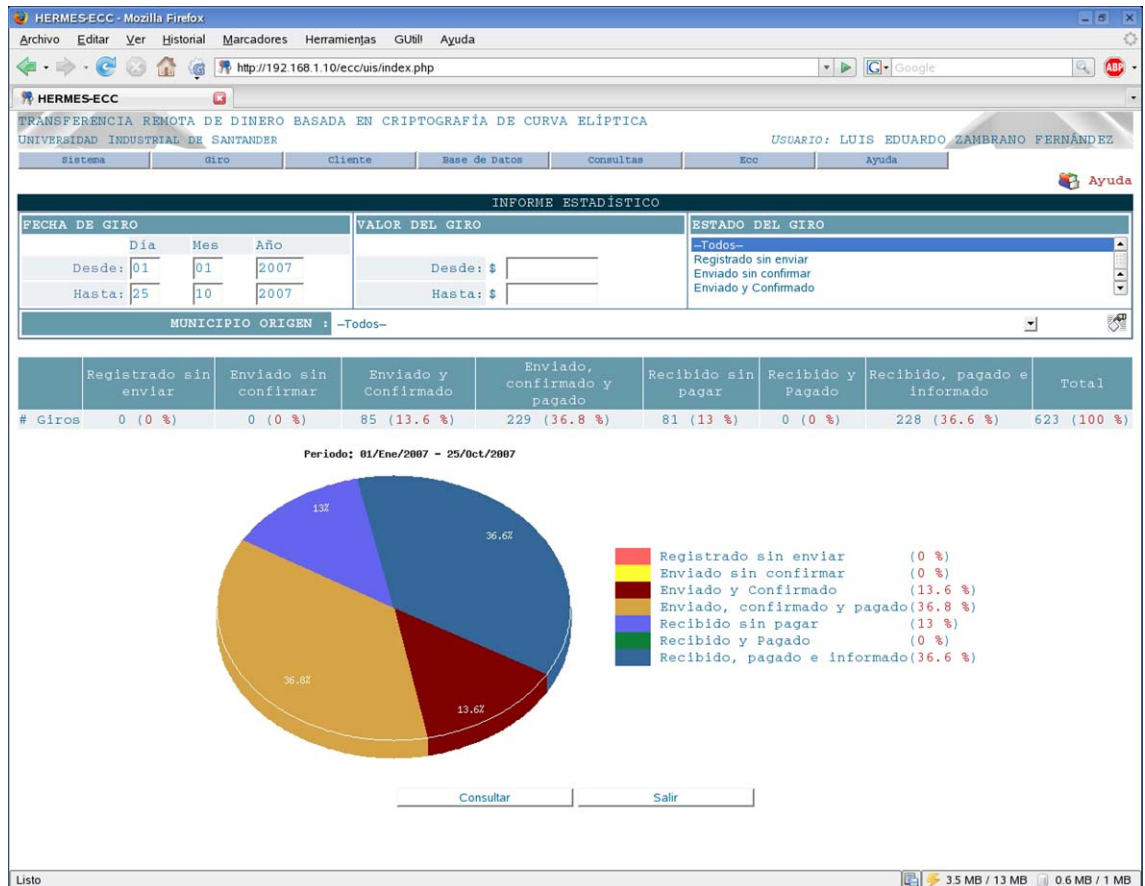 HERMES-ECC - Mozilla Firefox
Archivo Editar Ver Historial Marcadores Herramientas GUtil! Ayuda
http://192.168.1.10/ecc/uis/index.php
G Google
ABP
HERMES-ECC
TRANSFERENCIA REMOTA DE DINERO BASADA EN CRIPTOGRAFÍA DE CURVA ELÍPTICA
UNIVERSIDAD INDUSTRIAL DE SANTANDER
USUARIO: LUIS EDUARDO ZAMBRANO FERNÁNDEZ
Sistema Giro Cliente Base de Datos Consultas Ecc Ayuda
Ayuda
INFORME ESTADÍSTICO
FECHA DE GIRO VALOR DEL GIRO ESTADO DEL GIRO
Día Mes Año
Desde: 01 01 2007 Desde: $
Hasta: 25 10 2007 Hasta: $
--Todos--
Registrado sin enviar
Enviado sin confirmar
Enviado y Confirmado
MUNICIPIO ORIGEN : --Todos--
Registrado sin enviar Enviado sin confirmar Enviado y Confirmado Enviado, confirmado y pagado Recibido sin pagar Recibido y Pagado Recibido, pagado e informado Total
# Giros 0 (0 %) 0 (0 %) 85 (13.6 %) 229 (36.8 %) 81 (13 %) 0 (0 %) 228 (36.6 %) 623 (100 %)
Periodo: 01/Ene/2007 - 25/Oct/2007
13%
36.6%
36.8%
13.6%
Registrado sin enviar (0 %)
Enviado sin confirmar (0 %)
Enviado y Confirmado (13.6 %)
Enviado, confirmado y pagado(36.8 %)
Recibido sin pagar (13 %)
Recibido y Pagado (0 %)
Recibido, pagado e informado(36.6 %)
Consultar Salir
Listo
3.5 MB / 13 MB 0.6 MB / 1 MB